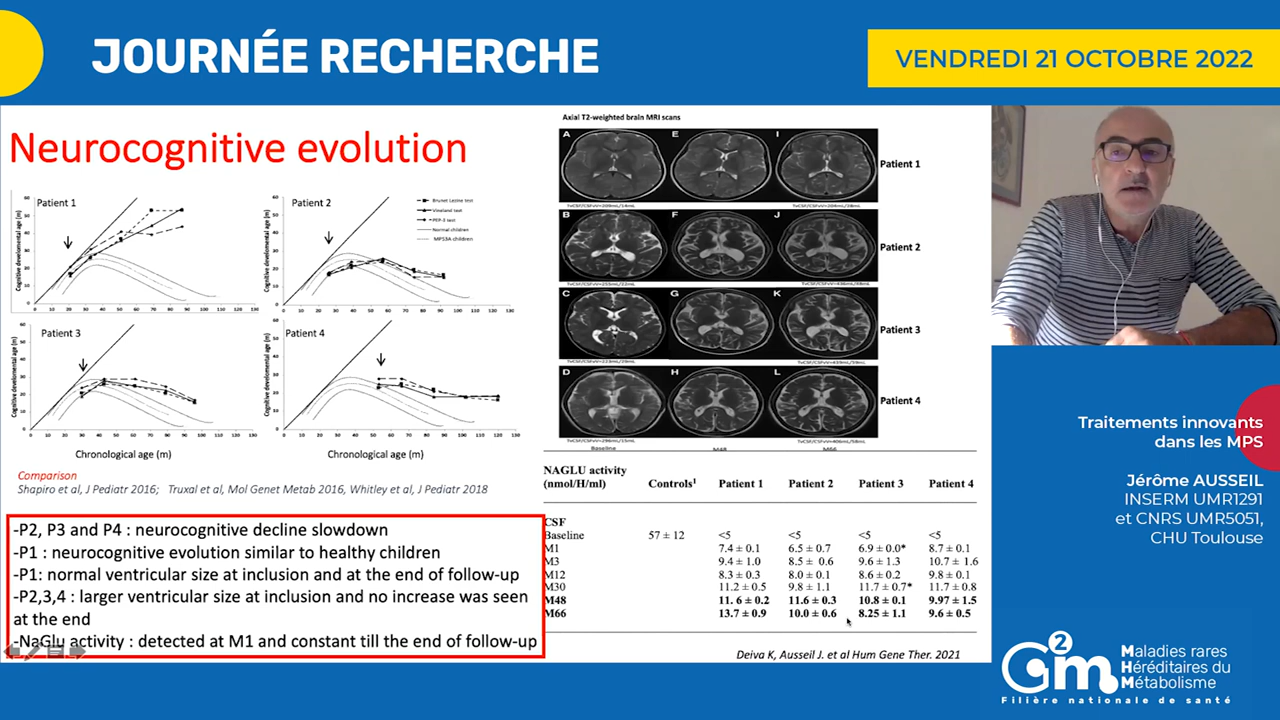 JOURNÉE RECHERCHE
VENDREDI 21 OCTOBRE 2022
Neurocognitive evolution
Patient 1
Patient 2
Brunet Lezine test
Vineland test
PEP-3 test
Normal children
MPS3A children
Cognitive develomental age (m)
Patient 3
Patient 4
Chronological age (m)
Chronological age (m)
Comparison
Shapiro et al, J Pediatr 2016; Truxal et al, Mol Genet Metab 2016, Whitley et al, J Pediatr 2018
-P2, P3 and P4 : neurocognitive decline slowdown
-P1 : neurocognitive evolution similar to healthy children
-P1: normal ventricular size at inclusion and at the end of follow-up
-P2,3,4 : larger ventricular size at inclusion and no increase was seen
at the end
-NaGlu activity : detected at M1 and constant till the end of follow-up
Axial T2-weighted brain MRI scans
A E I Patient 1
B F J Patient 2
C G K Patient 3
D H L Patient 4
Baseline M48 M66
NAGLU activity
(nmol/H/ml) Controls¹ Patient 1 Patient 2 Patient 3 Patient 4
CSF
Baseline 57 ± 12 <5 <5 <5 <5
M1 7.4 ± 0.1 6.5 ± 0.7 6.9 ± 0.0* 8.7 ± 0.1
M3 9.4 ± 1.0 8.5 ± 0.6 9.6 ± 1.3 10.7 ± 1.6
M12 8.3 ± 0.3 8.0 ± 0.1 8.6 ± 0.2 9.8 ± 0.1
M30 11.2 ± 0.5 9.8 ± 1.1 11.7 ± 0.7* 11.7 ± 0.8
M48 11. 6 ± 0.2 11.6 ± 0.3 10.8 ± 0.1 9.97 ± 1.5
M66 13.7 ± 0.9 10.0 ± 0.6 8.25 ± 1.1 9.6 ± 0.5
Deiva K, Ausseil J. et al Hum Gene Ther. 2021
Traitements innovants
dans les MPS
Jérôme AUSSEIL
INSERM UMR1291
et CNRS UMR5051,
CHU Toulouse
G2m
Maladies rares
Héréditaires du
Métabolisme
Filière nationale de santé